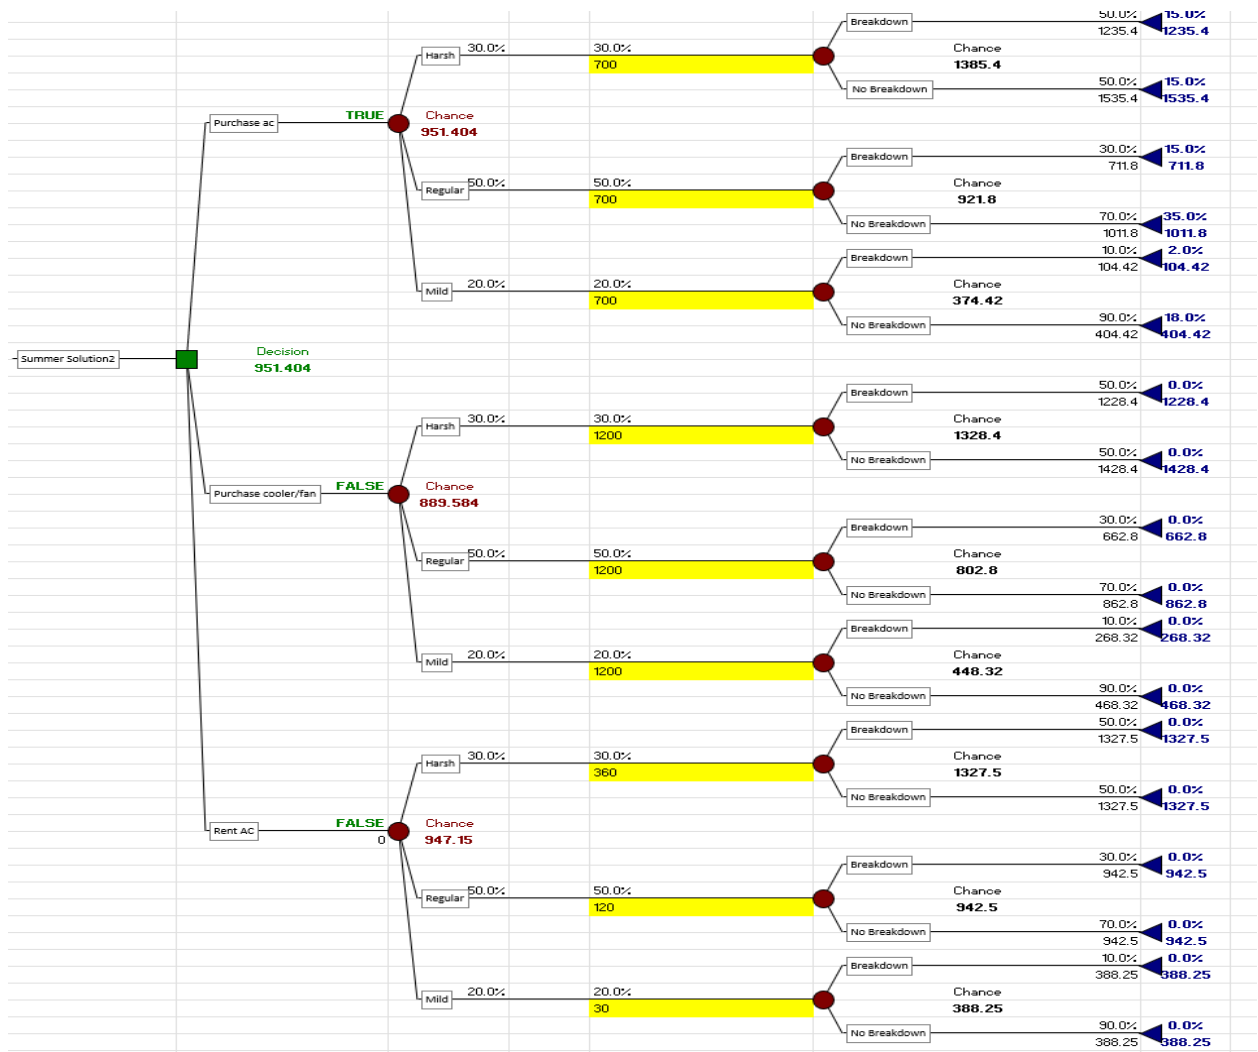 50.0% 15.0%
Breakdown
1235.4 1235.4
Harsh 30.0% 30.0% Chance
700 1385.4
50.0% 15.0%
No Breakdown
1535.4 1535.4
TRUE Chance
Purchase ac
951.404
30.0% 15.0%
Breakdown
711.8 711.8
Regular 50.0% 50.0% Chance
700 921.8
70.0% 35.0%
No Breakdown
1011.8 1011.8
10.0% 2.0%
Breakdown
104.42 104.42
Mild 20.0% 20.0% Chance
700 374.42
90.0% 18.0%
No Breakdown
404.42 404.42
Summer Solution2 Decision
951.404
50.0% 0.0%
Breakdown
1228.4 1228.4
Harsh 30.0% 30.0% Chance
1200 1328.4
50.0% 0.0%
No Breakdown
1428.4 1428.4
FALSE Chance
Purchase cooler/fan
889.584
30.0% 0.0%
Breakdown
662.8 662.8
Regular 50.0% 50.0% Chance
1200 802.8
70.0% 0.0%
No Breakdown
862.8 862.8
10.0% 0.0%
Breakdown
268.32 268.32
Mild 20.0% 20.0% Chance
1200 448.32
90.0% 0.0%
No Breakdown
468.32 468.32
50.0% 0.0%
Breakdown
1327.5 1327.5
Harsh 30.0% 30.0% Chance
360 1327.5
50.0% 0.0%
No Breakdown
1327.5 1327.5
FALSE Chance
Rent AC
0 947.15
30.0% 0.0%
Breakdown
942.5 942.5
Regular 50.0% 50.0% Chance
120 942.5
70.0% 0.0%
No Breakdown
942.5 942.5
10.0% 0.0%
Breakdown
388.25 388.25
Mild 20.0% 20.0% Chance
30 388.25
90.0% 0.0%
No Breakdown
388.25 388.25